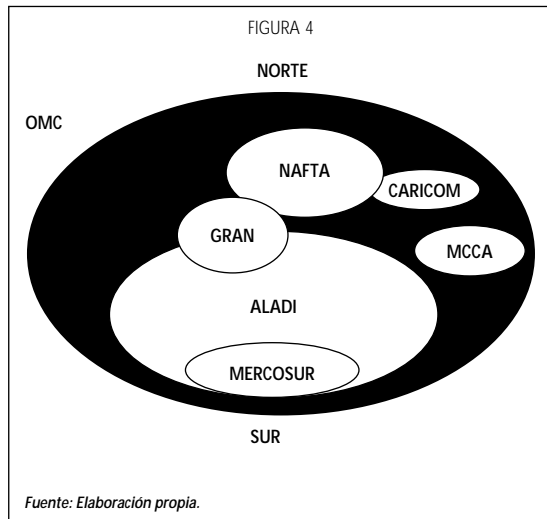 FIGURA 4
NORTE
OMC
NAFTA
CARICOM
GRAN
MCCA
ALADI
MERCOSUR
SUR
Fuente: Elaboración propia.